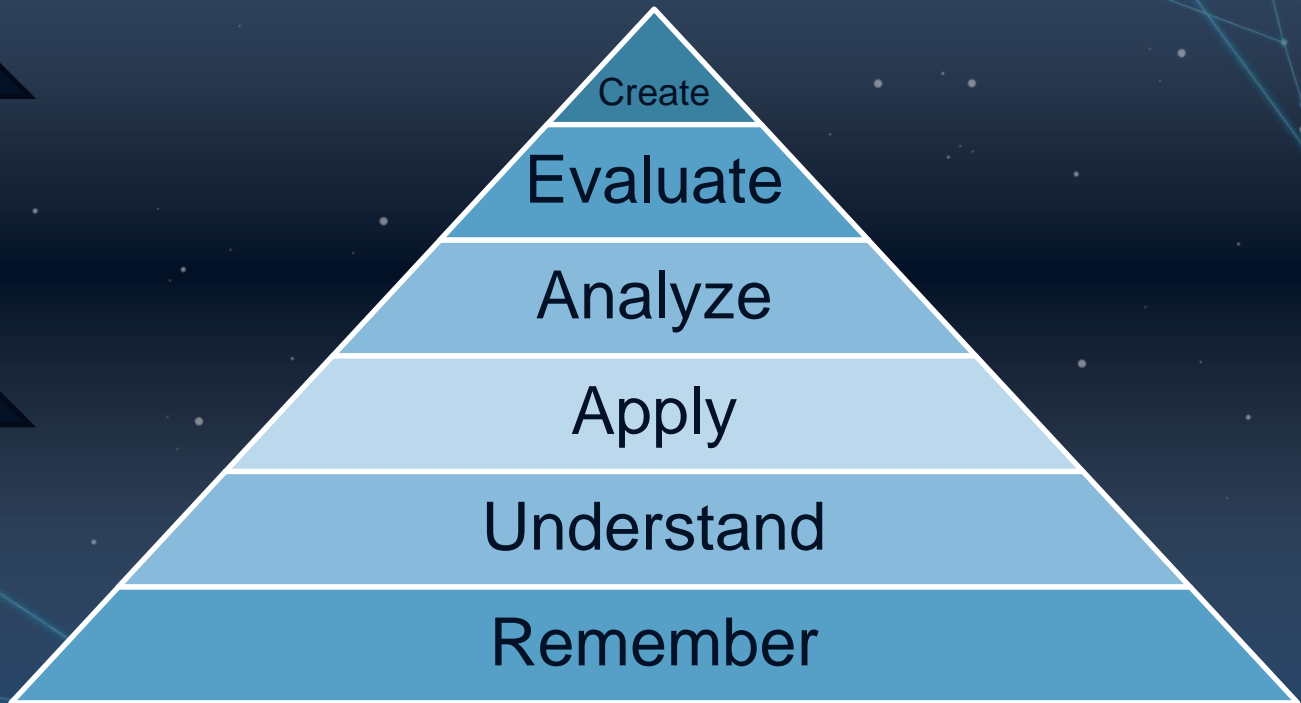 Create
Evaluate
Analyze
Apply
Understand
Remember